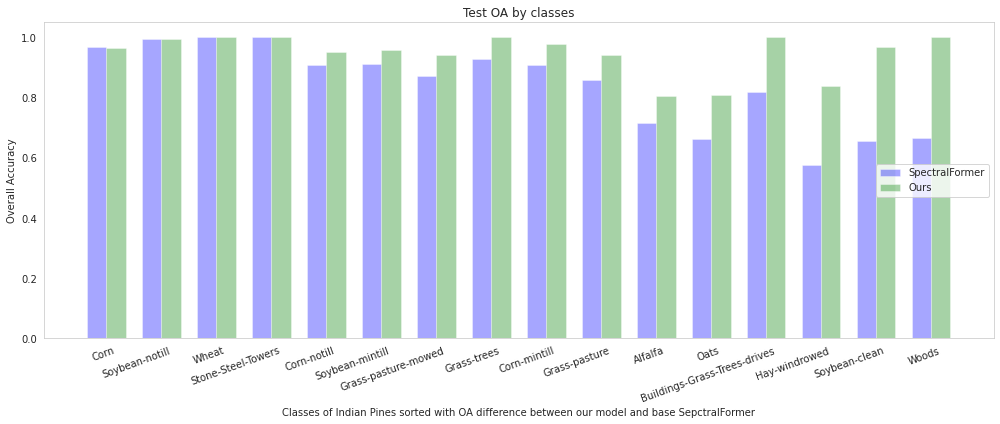 Test OA by classes
Overall Accuracy
1.0
0.8
0.6
0.4
0.2
0.0
SpectralFormer
Ours
Corn
Soybean-notill
Wheat
Stone-Steel-Towers
Corn-notill
Soybean-mintill
Grass-pasture-mowed
Grass-trees
Corn-mintill
Grass-pasture
Alfalfa
Oats
Buildings-Grass-Trees-drives
Hay-windrowed
Soybean-clean
Woods
Classes of Indian Pines sorted with OA difference between our model and base SepctralFormer